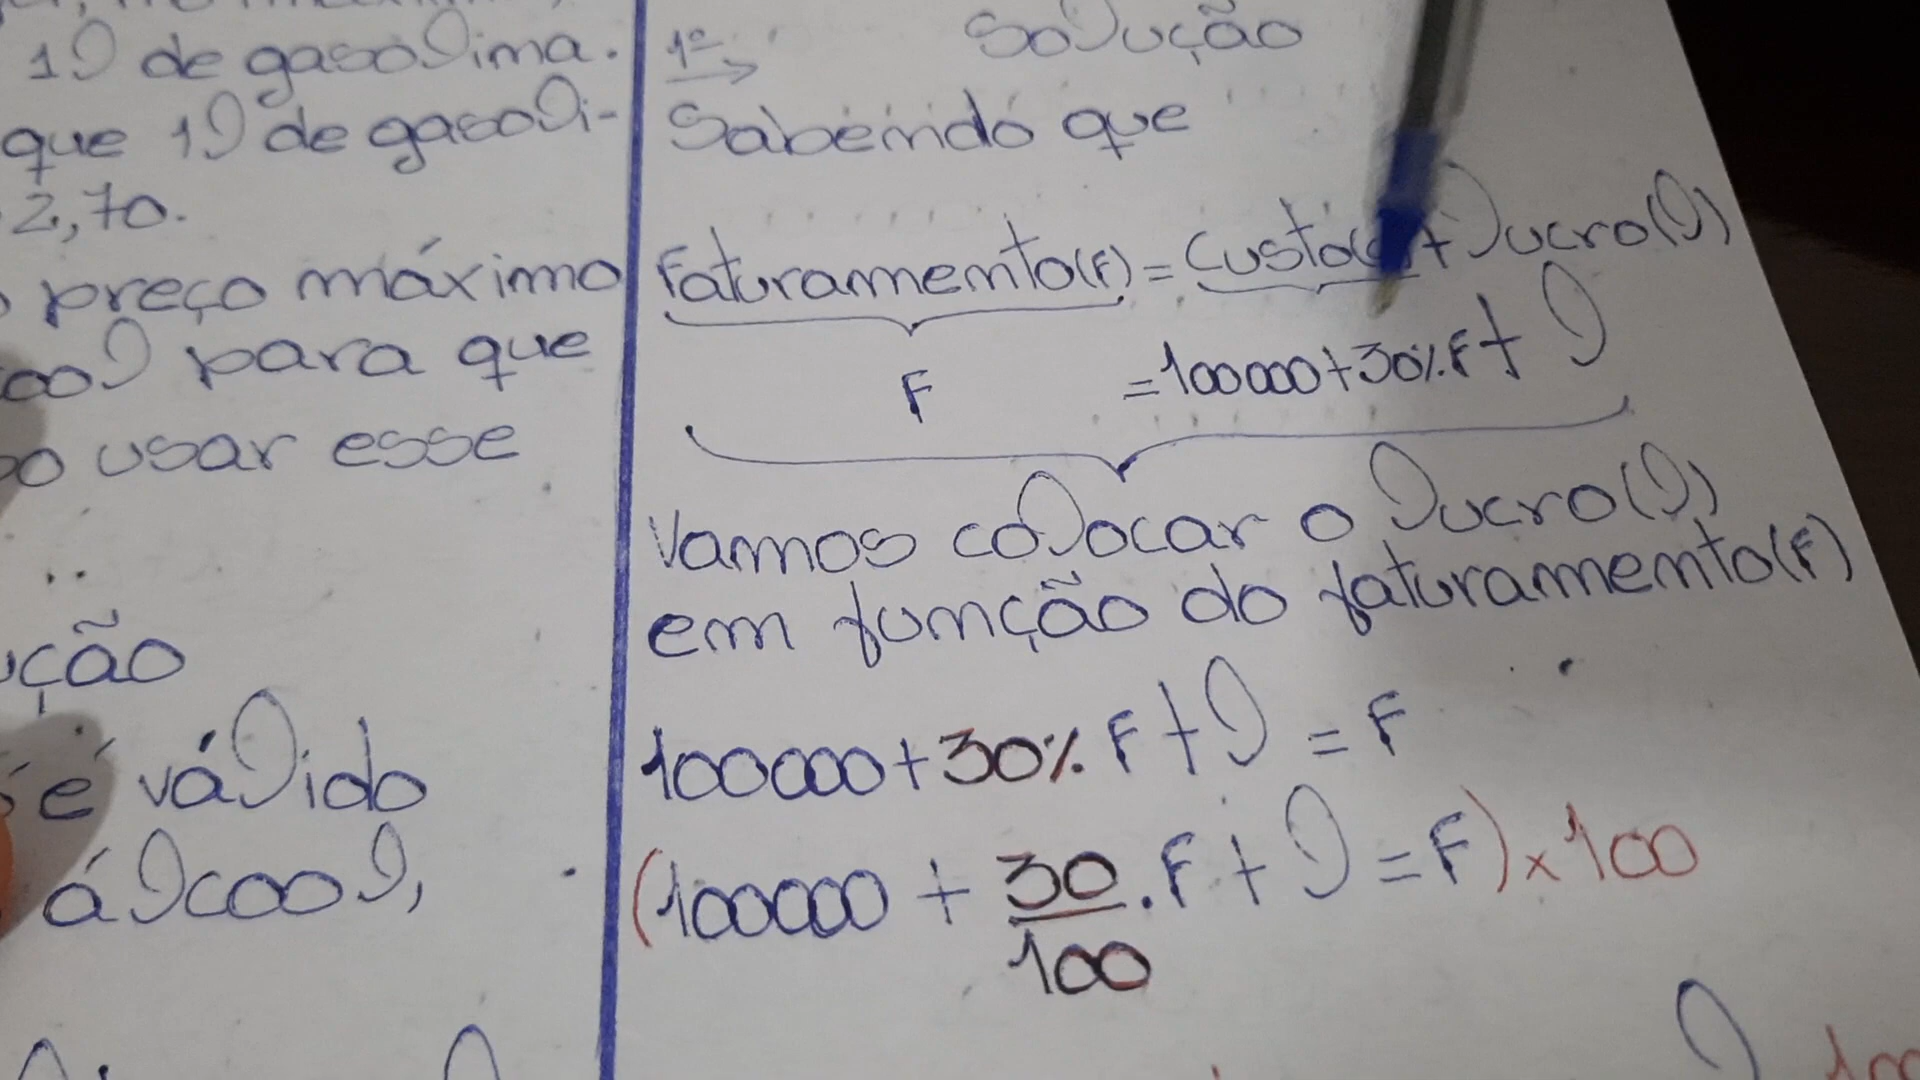 1l de gasolina.
que 1l de gasoli-
2,70.
preço máximo
para que
usar esse
ução
é válido
álcool,
1º
Solução
Sabendo que
Faturamento(F) = Custo(C) + Lucro(l)
F = 100000 + 30%.F + l
Vamos colocar o lucro(l)
em função do faturamento(F)
100000 + 30% F + l = F
(100000 + 30/100 . F + l = F) x 100